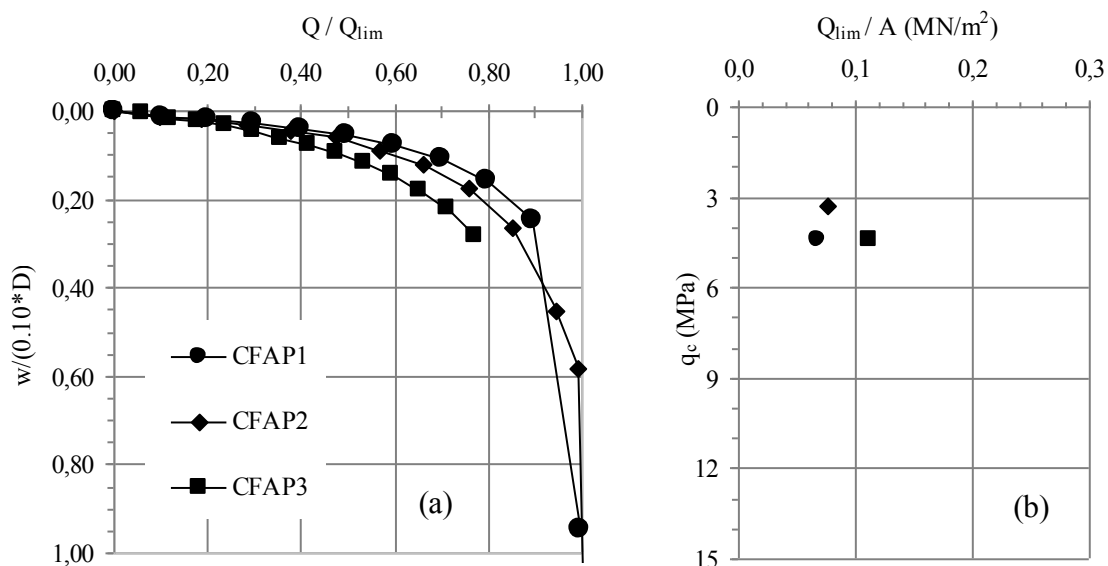 Q / Qlim
0,00 0,20 0,40 0,60 0,80 1,00
0,00
0,20
0,40
0,60
0,80
1,00
w/(0.10*D)
CFAP1
CFAP2
CFAP3
(a)
Qlim / A (MN/m²)
0,0 0,1 0,2 0,3
0
3
6
9
12
15
qc (MPa)
(b)